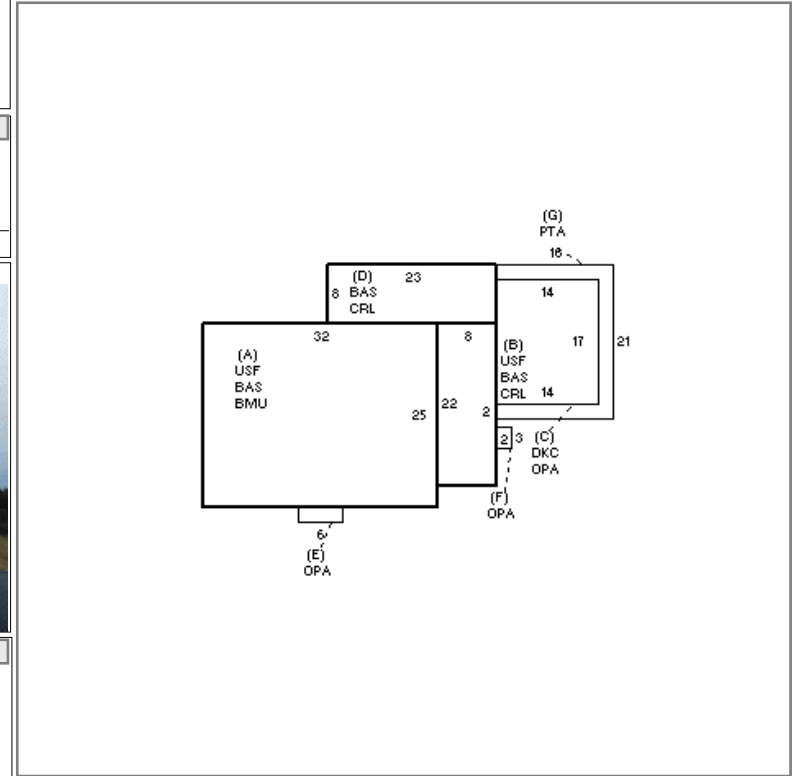 (G)
PTA
16
(D) 23
8 BAS
CRL
14
32
8
(B)
USF
BAS
CRL
14
17
21
(A)
USF
BAS
BMU
25
22
2
2 3
(C)
DKC
OPA
(F)
OPA
6
(E)
OPA